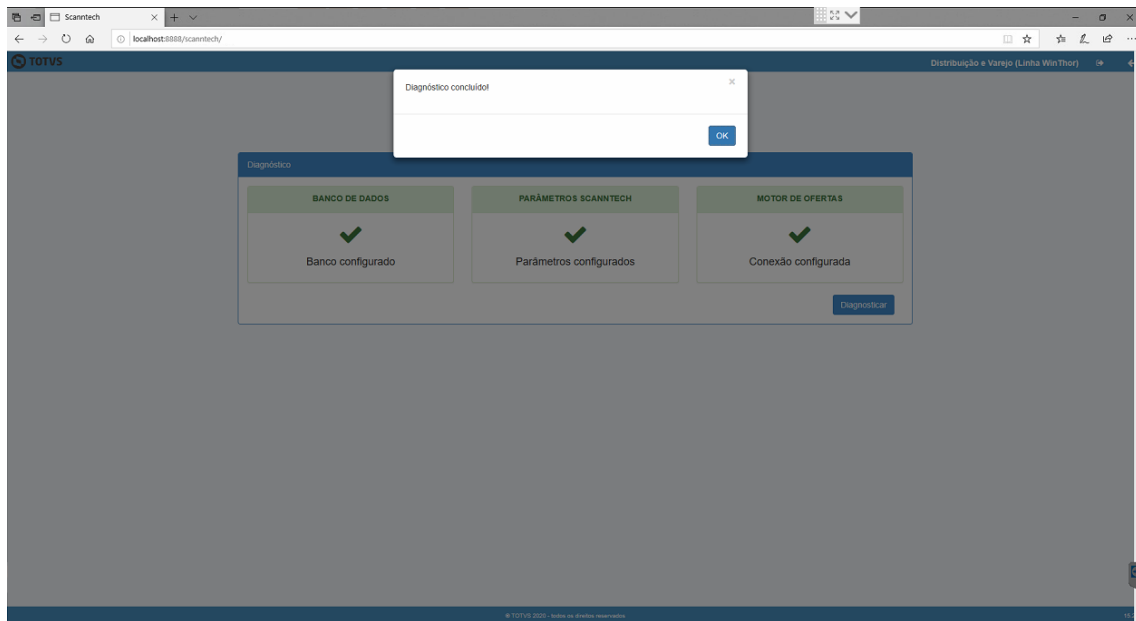 Scanntech
localhost:8888/scanntech/
TOTVS
Distribuição e Varejo (Linha WinThor)
Diagnóstico concluído!
OK
Diagnóstico
BANCO DE DADOS
PARÂMETROS SCANNTECH
MOTOR DE OFERTAS
Banco configurado
Parâmetros configurados
Conexão configurada
Diagnosticar
® TOTVS 2020 - todos os direitos reservados